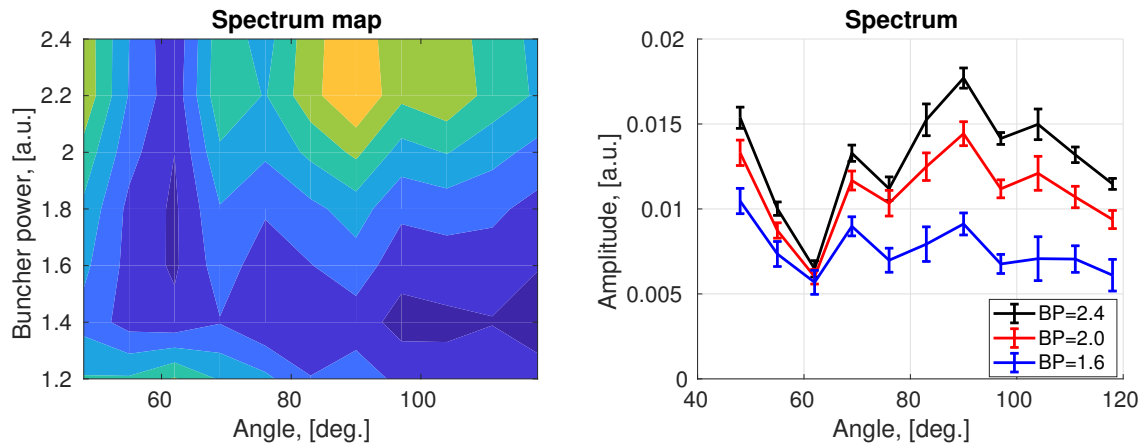 Spectrum map
2.4
2.2
2
1.8
1.6
1.4
1.2
60
80
100
Angle, [deg.]
Buncher power, [a.u.]
Spectrum
0.02
0.015
0.01
0.005
0
40
60
80
100
120
Angle, [deg.]
Amplitude, [a.u.]
BP=2.4
BP=2.0
BP=1.6